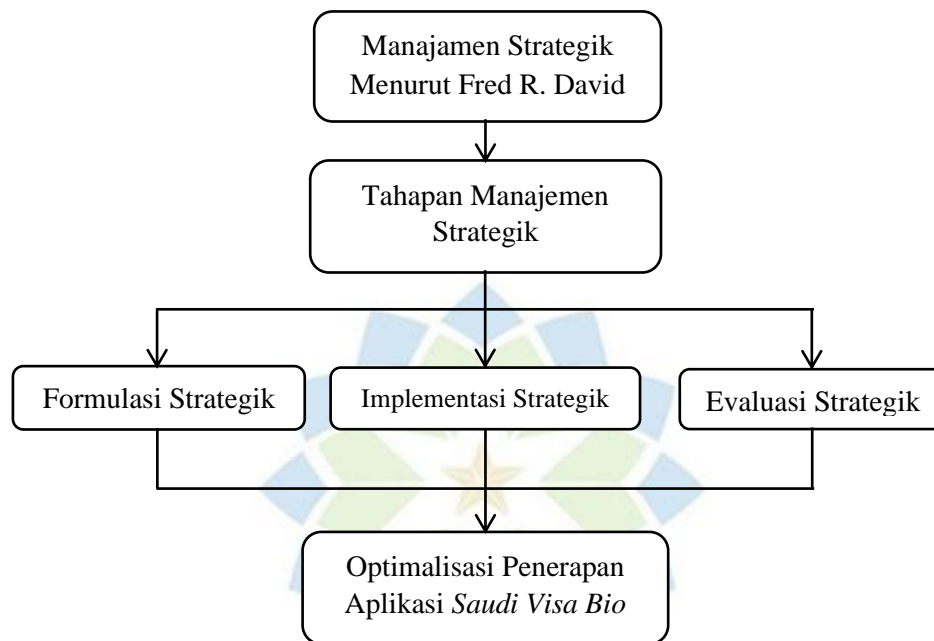 Manajamen Strategik
Menurut Fred R. David
Tahapan Manajemen
Strategik
Formulasi Strategik
Implementasi Strategik
Evaluasi Strategik
Optimalisasi Penerapan
Aplikasi Saudi Visa Bio